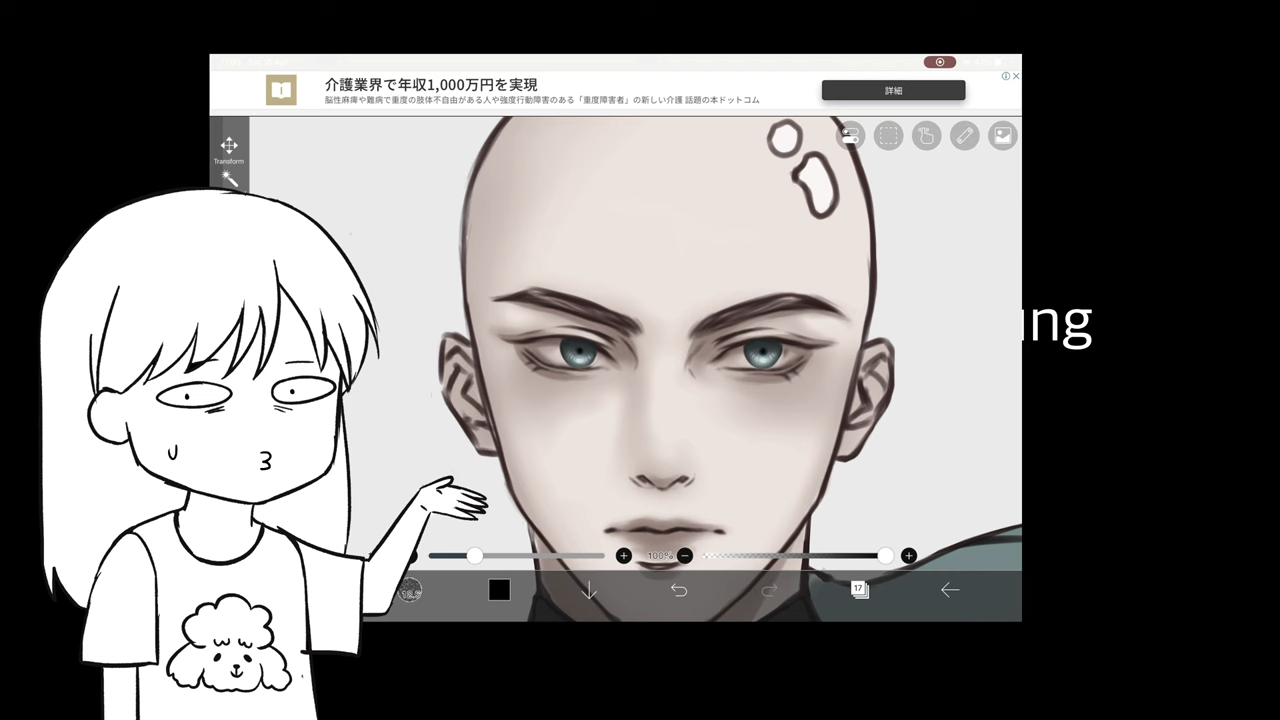 介護業界で年収1,000万円を実現
脳性麻痺や難病で重度の肢体不自由がある人や強度行動障害のある「重度障害者」の新しい介護 話題の本ドットコム
詳細
Transform
ing
100%
17